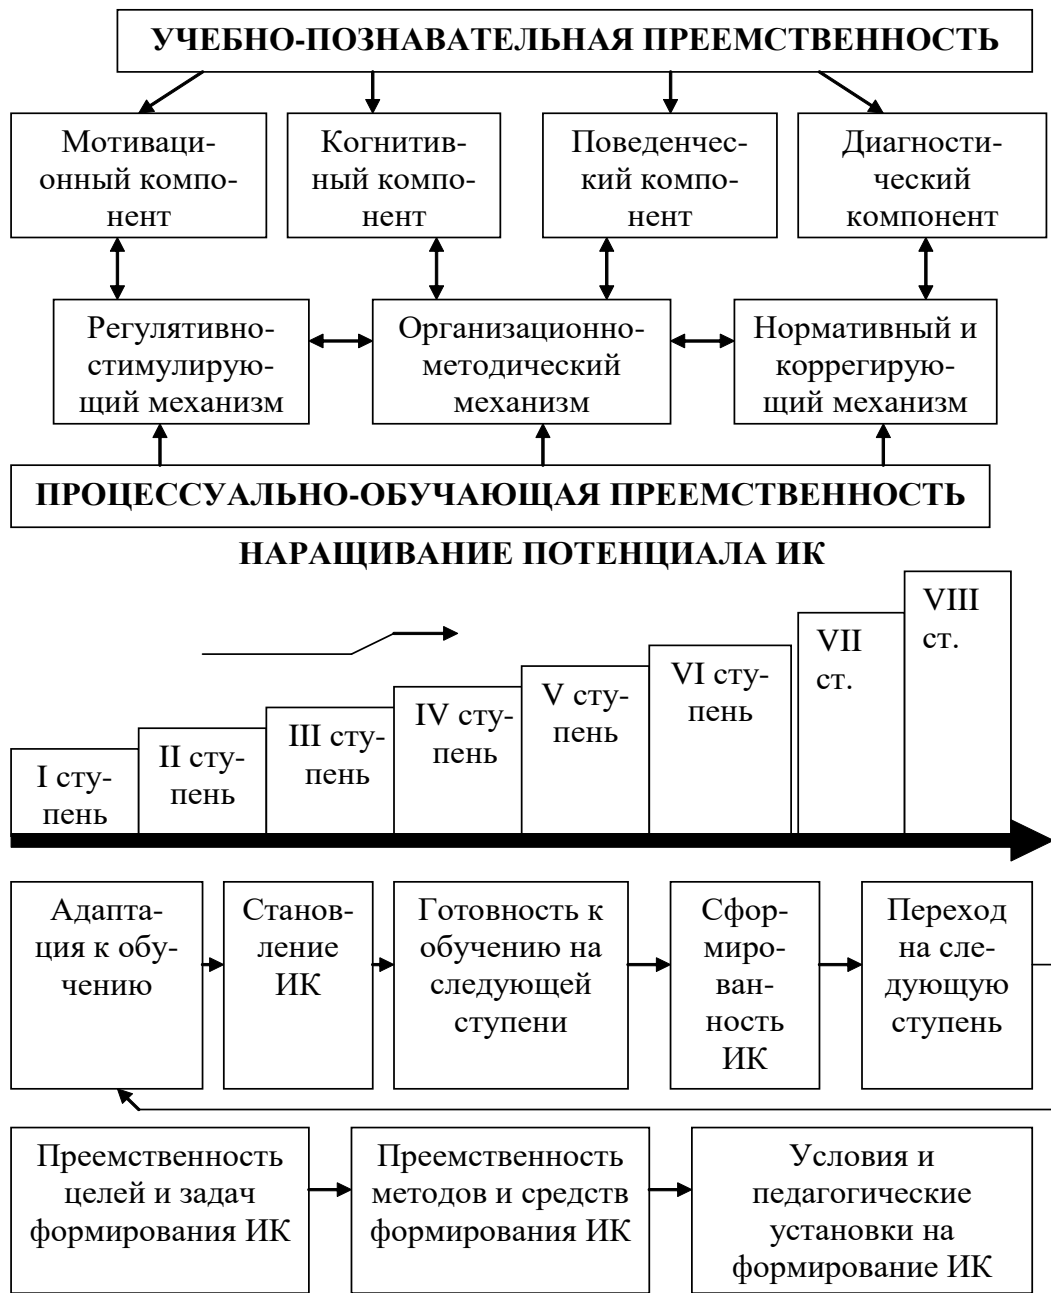 УЧЕБНО-ПОЗНАВАТЕЛЬНАЯ ПРЕЕМСТВЕННОСТЬ
Мотиваци-
онный компо-
нент
Когнитив-
ный компо-
нент
Поведенчес-
кий компо-
нент
Диагности-
ческий
компонент
Регулятивно-
стимулирую-
щий механизм
Организационно-
методический
механизм
Нормативный и
коррегирую-
щий механизм
ПРОЦЕССУАЛЬНО-ОБУЧАЮЩАЯ ПРЕЕМСТВЕННОСТЬ
НАРАЩИВАНИЕ ПОТЕНЦИАЛА ИК
I сту-
пень
II сту-
пень
III сту-
пень
IV сту-
пень
V сту-
пень
VI сту-
пень
VII
ст.
VIII
ст.
Адапта-
ция к обу-
чению
Станов-
ление
ИК
Готовность к
обучению на
следующей
ступени
Сфор-
миро-
ван-
ность
ИК
Переход
на сле-
дующую
ступень
Преемственность
целей и задач
формирования ИК
Преемственность
методов и средств
формирования ИК
Условия и
педагогические
установки на
формирование ИК